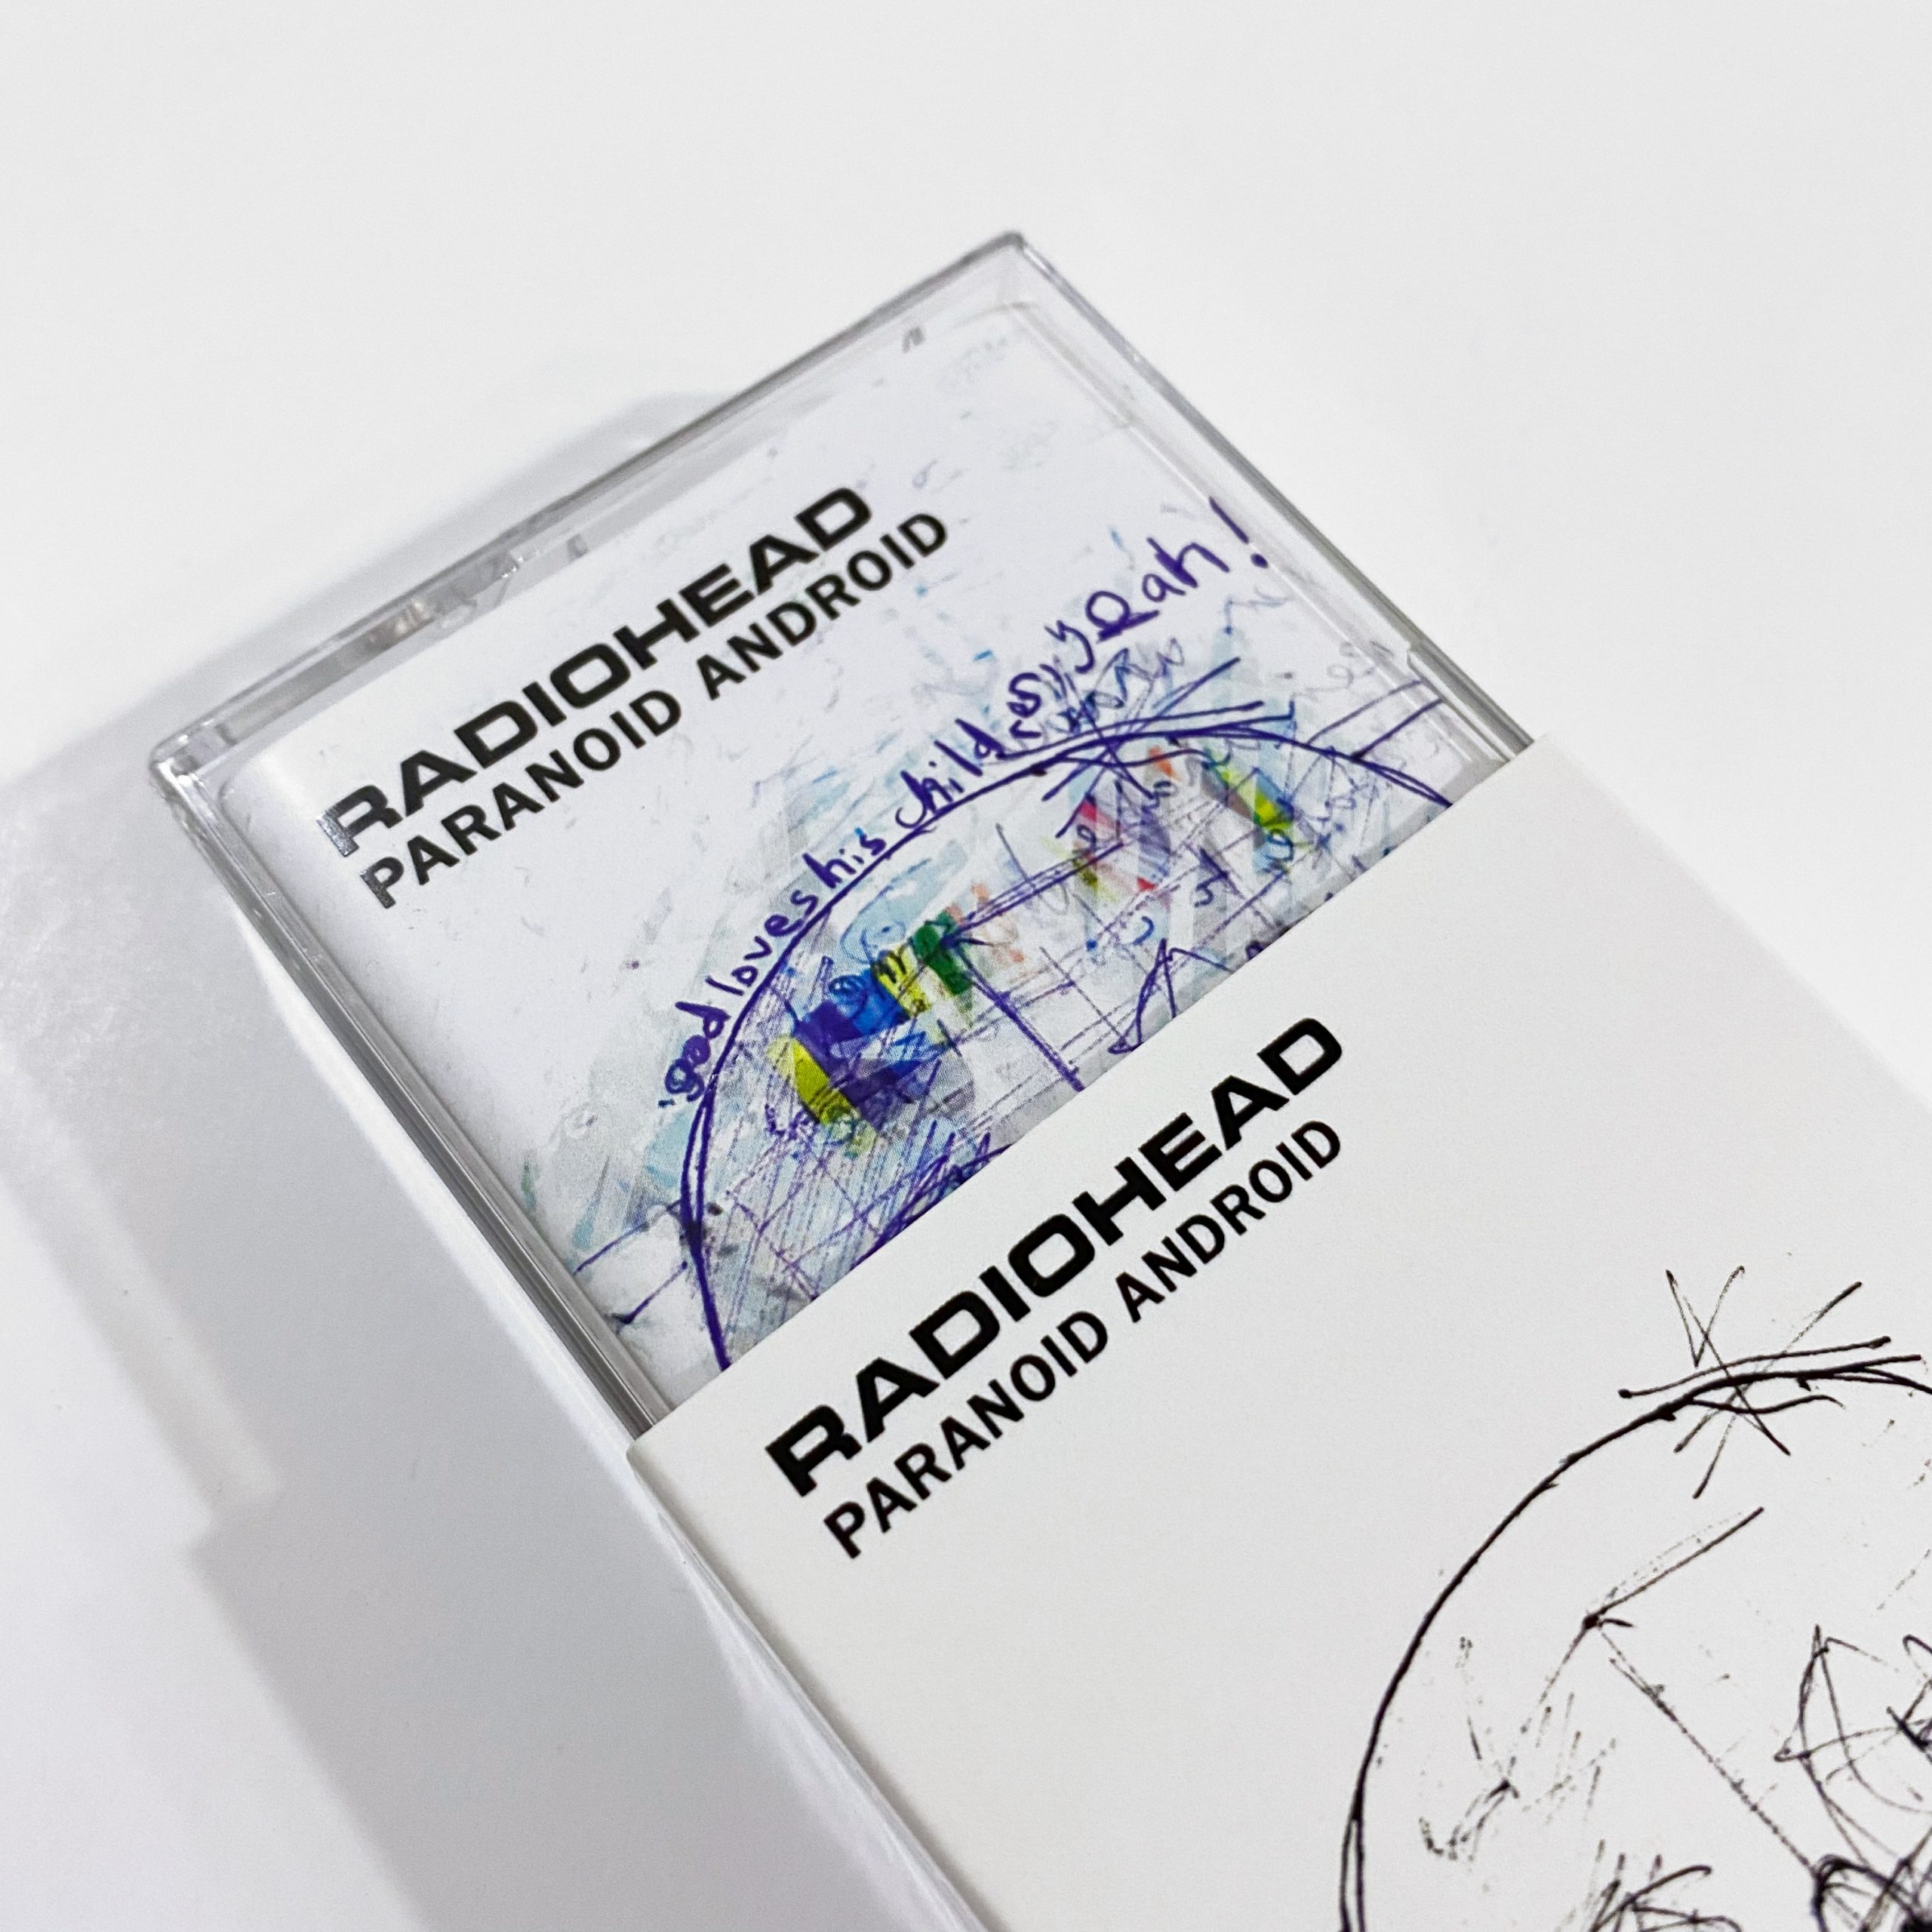 RADIOHEAD
PARANOID ANDROID
'god loves his children yeah!
RADIOHEAD
PARANOID ANDROID